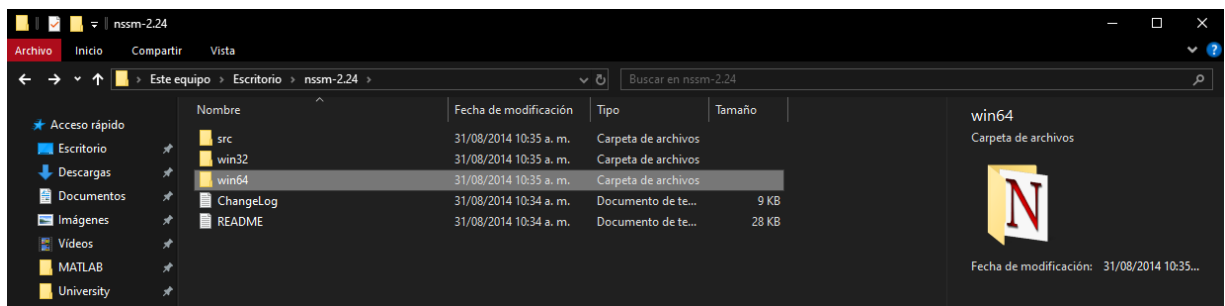 nssm-2.24
Archivo Inicio Compartir Vista
Este equipo > Escritorio > nssm-2.24 >
Buscar en nssm-2.24
Acceso rápido
Escritorio
Descargas
Documentos
Imágenes
Vídeos
MATLAB
University
Nombre Fecha de modificación Tipo Tamaño
src 31/08/2014 10:35 a. m. Carpeta de archivos
win32 31/08/2014 10:35 a. m. Carpeta de archivos
win64 31/08/2014 10:35 a. m. Carpeta de archivos
ChangeLog 31/08/2014 10:34 a. m. Documento de te... 9 KB
README 31/08/2014 10:34 a. m. Documento de te... 28 KB
win64
Carpeta de archivos
N
Fecha de modificación: 31/08/2014 10:35...